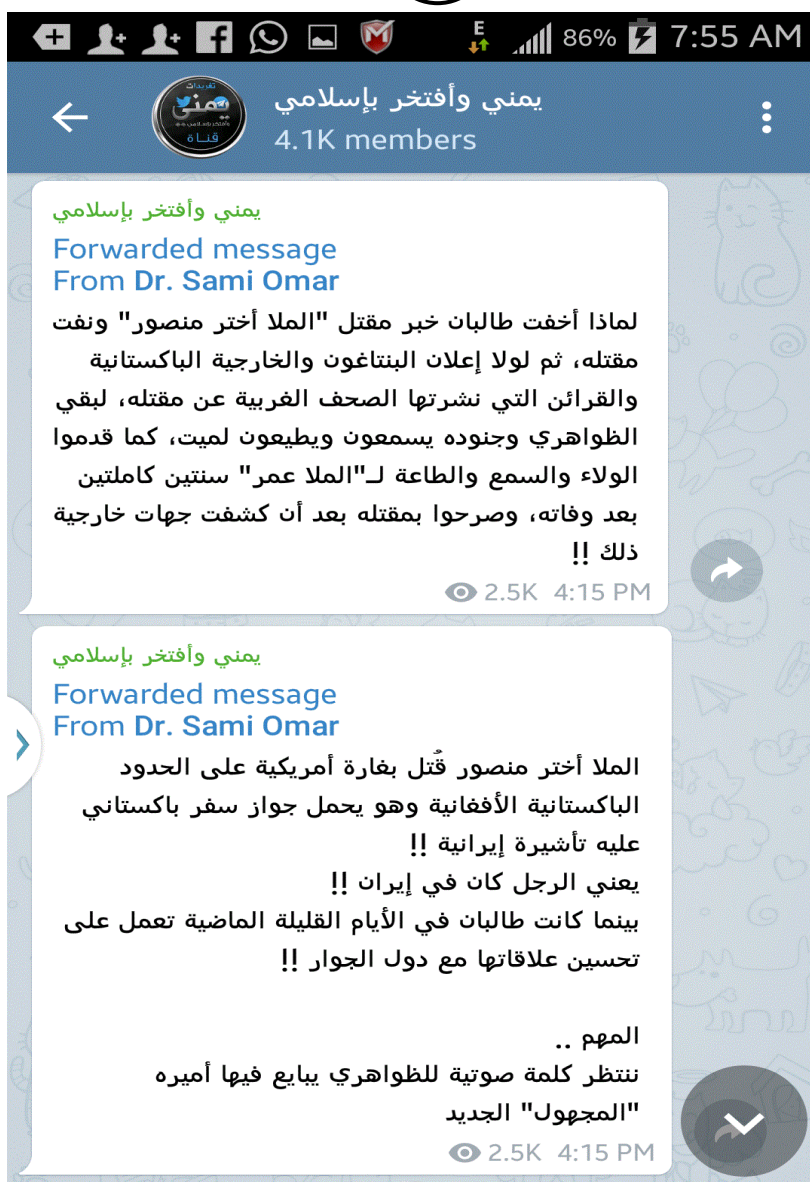 E 86% 7:55 AM
يمني وأفتخر بإسلامي
4.1K members
تغريدات
يمني
وأفتخر بإسلامي
قناة
يمني وأفتخر بإسلامي
Forwarded message
From Dr. Sami Omar
لماذا أخفت طالبان خبر مقتل "الملا أختر منصور" ونفت
مقتله، ثم لولا إعلان البنتاغون والخارجية الباكستانية
والقرائن التي نشرتها الصحف الغربية عن مقتله، لبقي
الظواهري وجنوده يسمعون ويطيعون لميت، كما قدموا
الولاء والسمع والطاعة لـ"الملا عمر" سنتين كاملتين
بعد وفاته، وصرحوا بمقتله بعد أن كشفت جهات خارجية
ذلك !!
2.5K 4:15 PM
يمني وأفتخر بإسلامي
Forwarded message
From Dr. Sami Omar
الملا أختر منصور قُتل بغارة أمريكية على الحدود
الباكستانية الأفغانية وهو يحمل جواز سفر باكستاني
عليه تأشيرة إيرانية !!
يعني الرجل كان في إيران !!
بينما كانت طالبان في الأيام القليلة الماضية تعمل على
تحسين علاقاتها مع دول الجوار !!
المهم ..
ننتظر كلمة صوتية للظواهري يبايع فيها أميره
"المجهول" الجديد
2.5K 4:15 PM